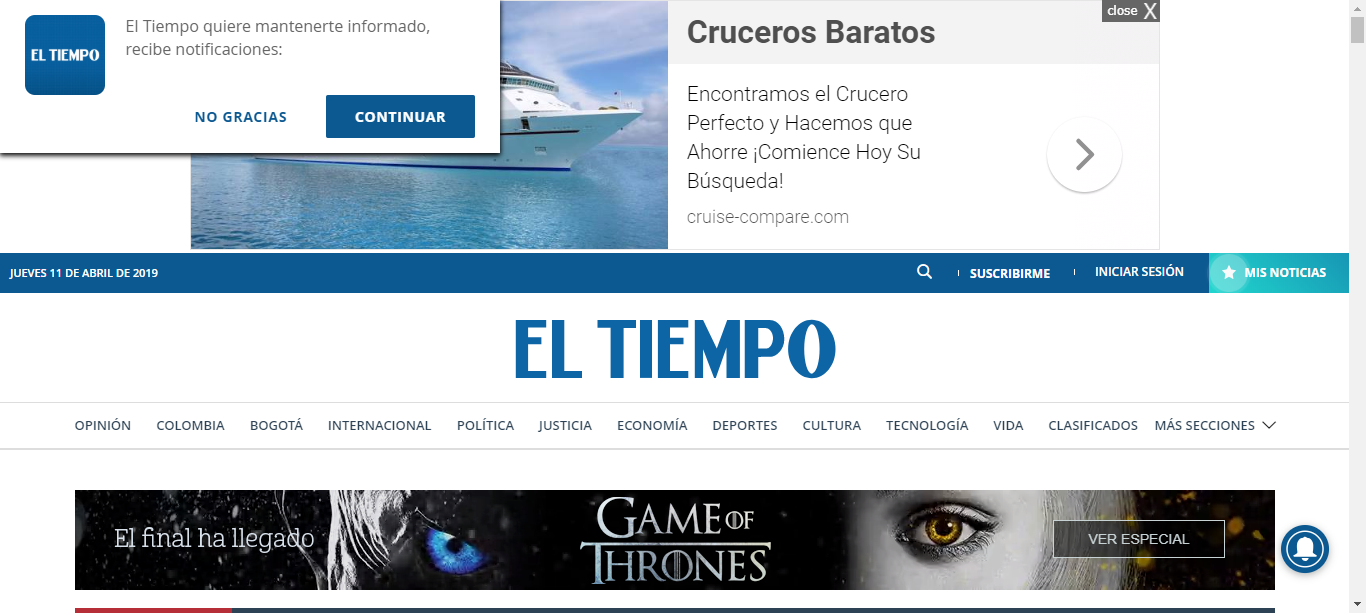 El Tiempo quiere mantenerte informado,
recibe notificaciones:
EL TIEMPO
NO GRACIAS
CONTINUAR
close X
Cruceros Baratos
Encontramos el Crucero
Perfecto y Hacemos que
Ahorre ¡Comience Hoy Su
Búsqueda!
cruise-compare.com
JUEVES 11 DE ABRIL DE 2019
SUSCRIBIRME
INICIAR SESIÓN
MIS NOTICIAS
EL TIEMPO
OPINIÓN COLOMBIA BOGOTÁ INTERNACIONAL POLÍTICA JUSTICIA ECONOMÍA DEPORTES CULTURA TECNOLOGÍA VIDA CLASIFICADOS MÁS SECCIONES
El final ha llegado
GAME OF
THRONES
VER ESPECIAL